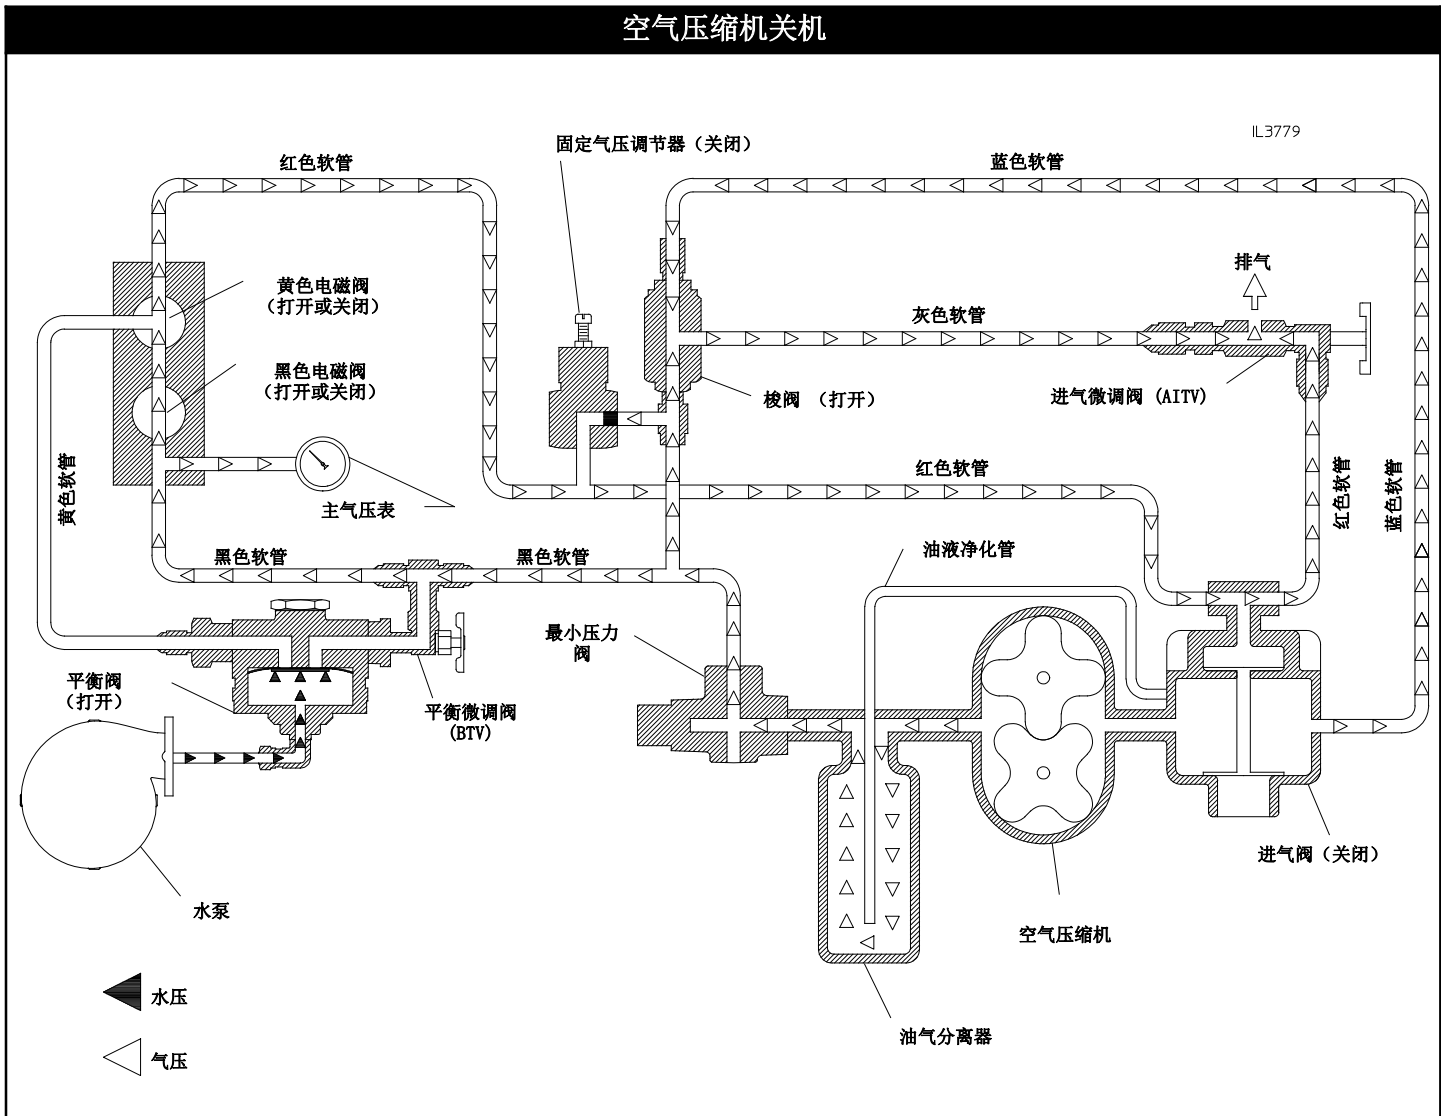 空气压缩机关机
IL3779
固定气压调节器（关闭）
红色软管
蓝色软管
排气
黄色电磁阀
（打开或关闭）
灰色软管
黑色电磁阀
（打开或关闭）
梭阀 （打开）
进气微调阀 (AITV)
黄色软管
主气压表
红色软管
红色软管
蓝色软管
黑色软管
黑色软管
油液净化管
最小压力
阀
平衡阀
（打开）
平衡微调阀
(BTV)
进气阀（关闭）
水泵
空气压缩机
油气分离器
水压
气压